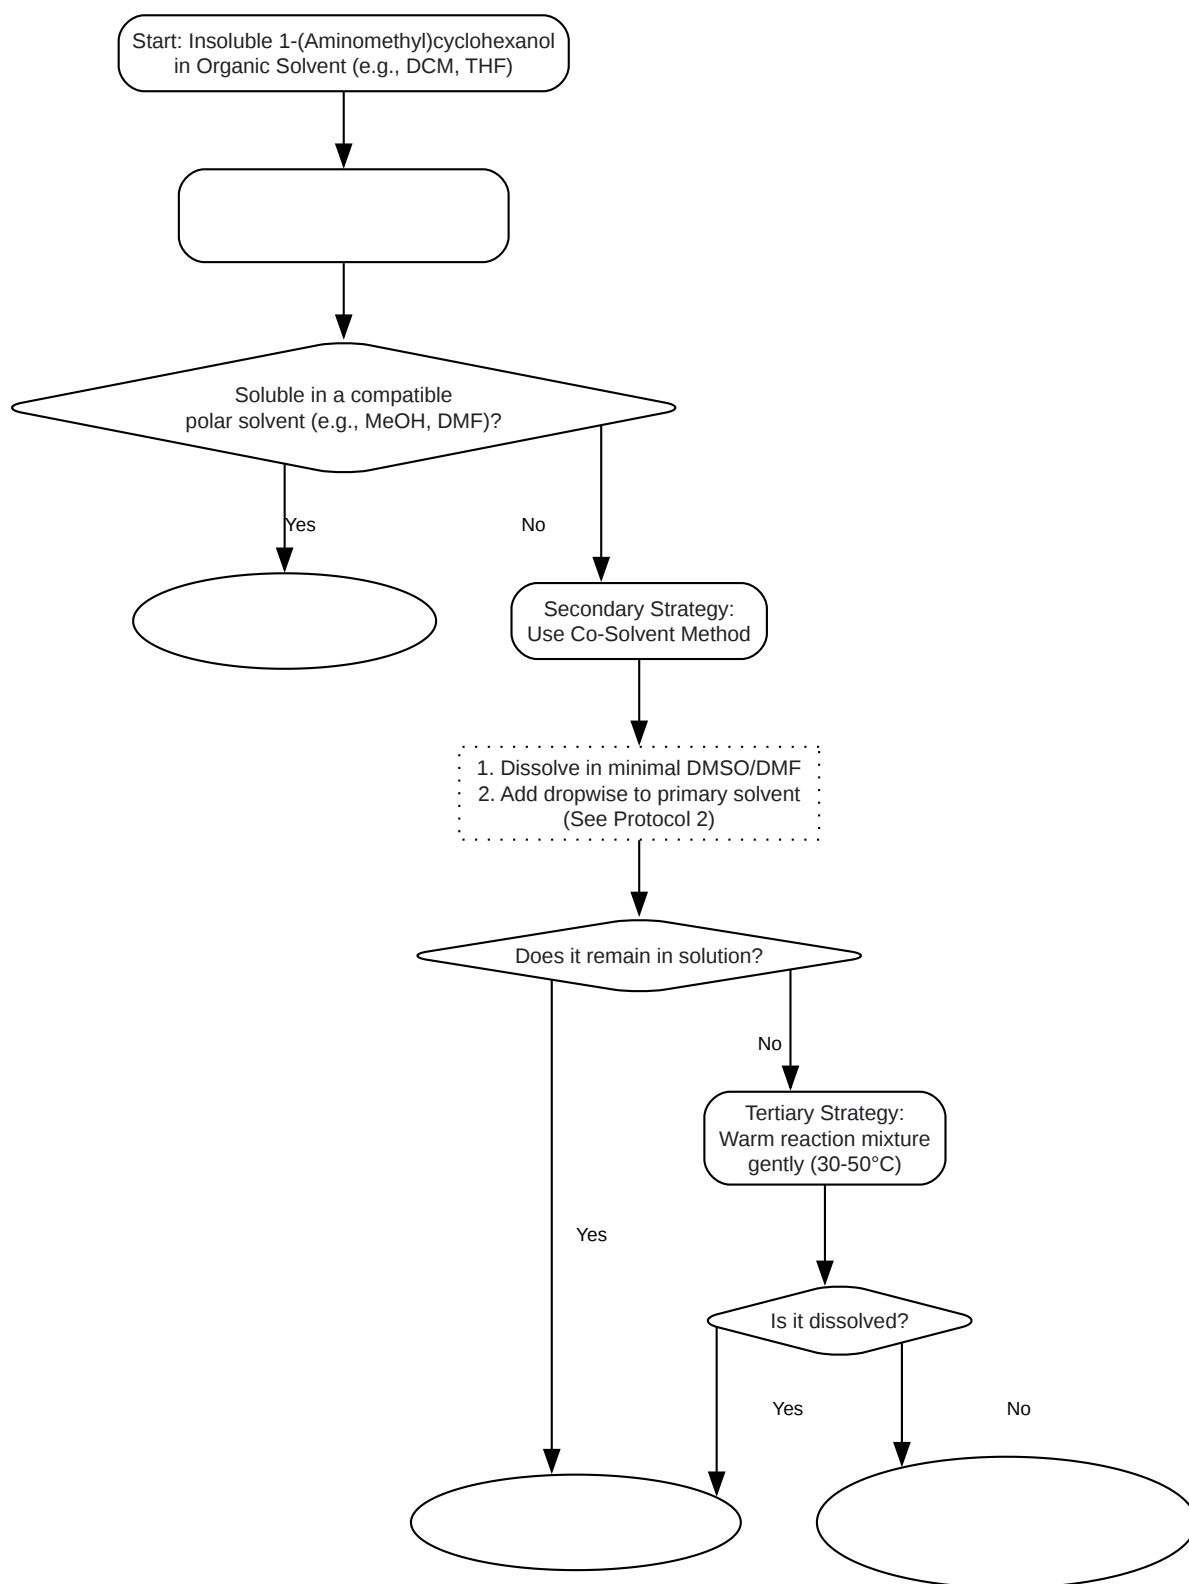 Start: Insoluble 1-(Aminomethyl)cyclohexanol
in Organic Solvent (e.g., DCM, THF)
Soluble in a compatible
polar solvent (e.g., MeOH, DMF)?
Yes
No
Secondary Strategy:
Use Co-Solvent Method
1. Dissolve in minimal DMSO/DMF
2. Add dropwise to primary solvent
(See Protocol 2)
Does it remain in solution?
No
Tertiary Strategy:
Warm reaction mixture
gently (30-50°C)
Yes
Is it dissolved?
Yes
No